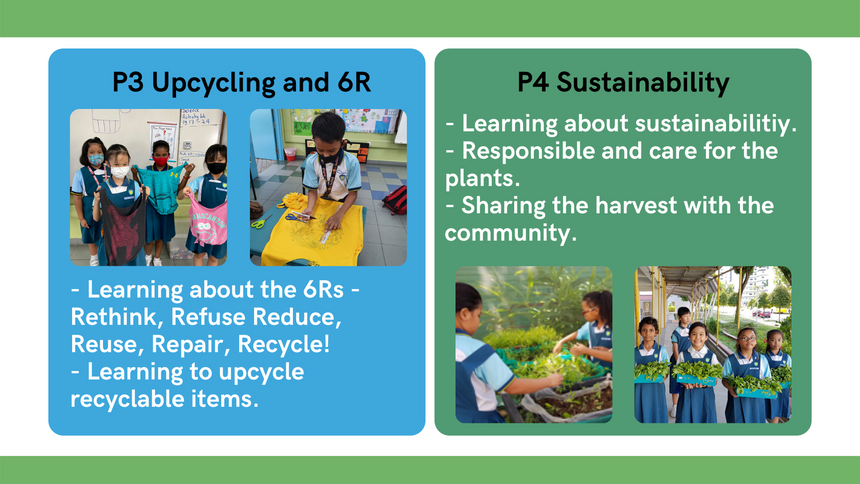 P3 Upcycling and 6R
- Learning about the 6Rs -
Rethink, Refuse Reduce,
Reuse, Repair, Recycle!
- Learning to upcycle
recyclable items.
P4 Sustainability
- Learning about sustainabilitiy.
- Responsible and care for the
plants.
- Sharing the harvest with the
community.